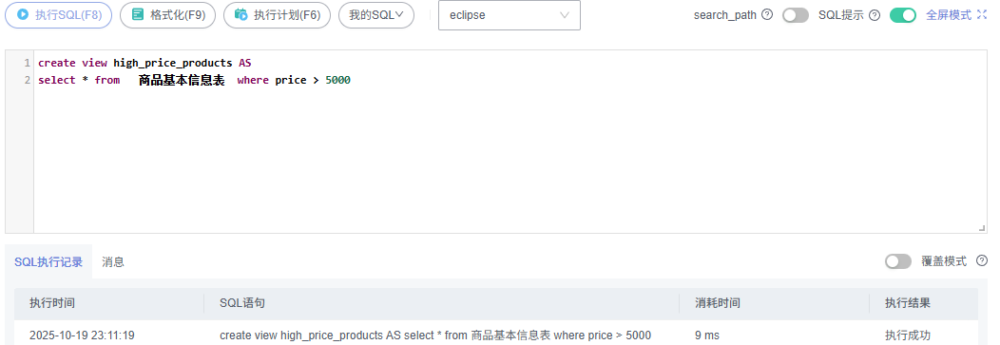 执行SQL(F8) 格式化(F9) 执行计划(F6) 我的SQL eclipse search_path SQL提示 全屏模式
1 create view high_price_products AS
2 select * from 商品基本信息表 where price > 5000
SQL执行记录 消息 覆盖模式
执行时间 SQL语句 消耗时间 执行结果
2025-10-19 23:11:19 create view high_price_products AS select * from 商品基本信息表 where price > 5000 9 ms 执行成功